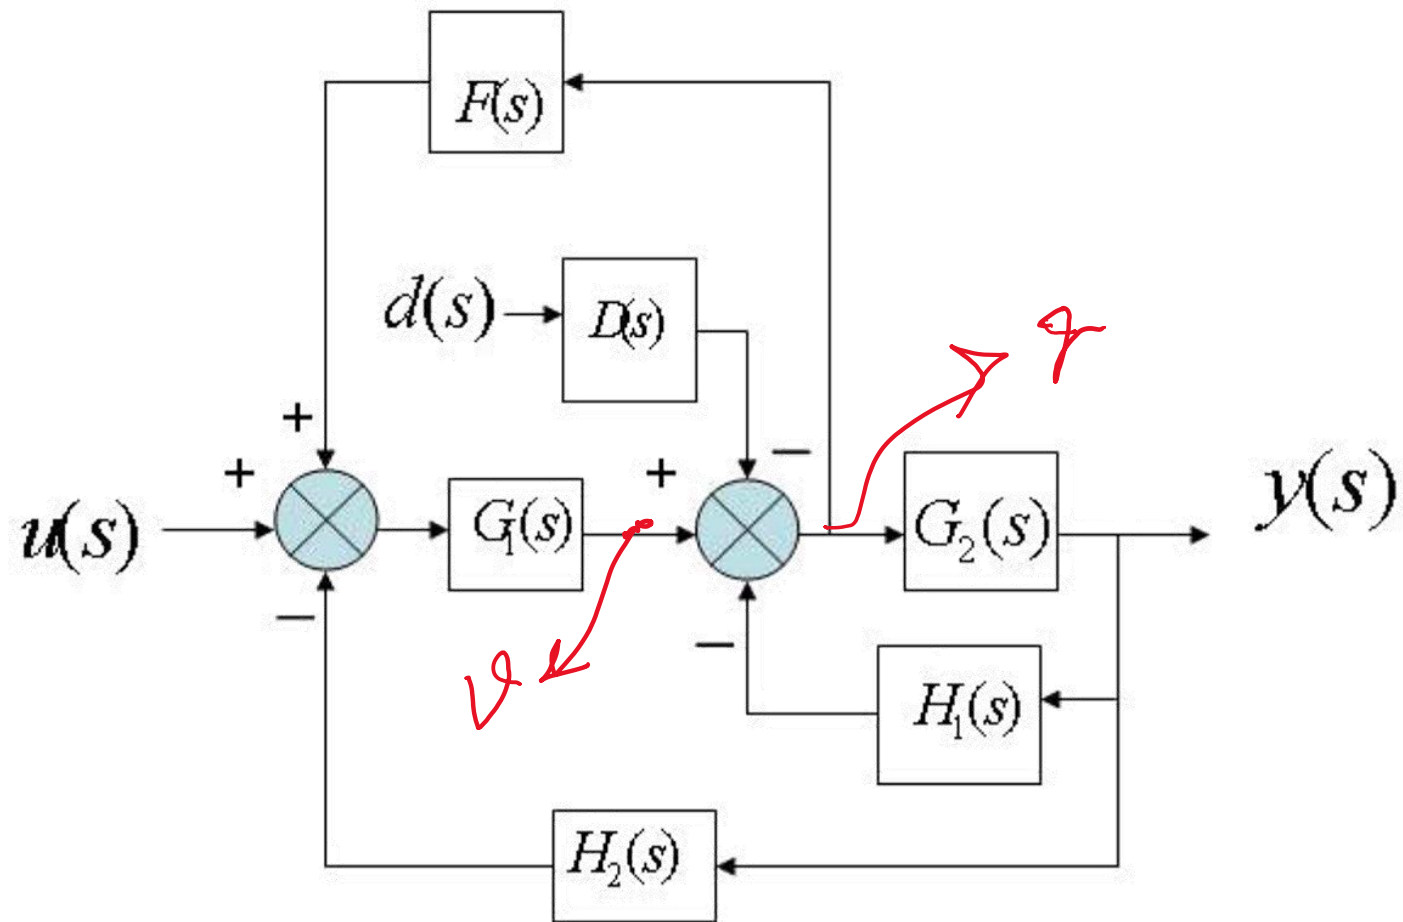 F(s)
d(s)
D(s)
q
+
−
+
+
u(s)
G₁(s)
G₂(s)
y(s)
−
−
v
H₁(s)
H₂(s)